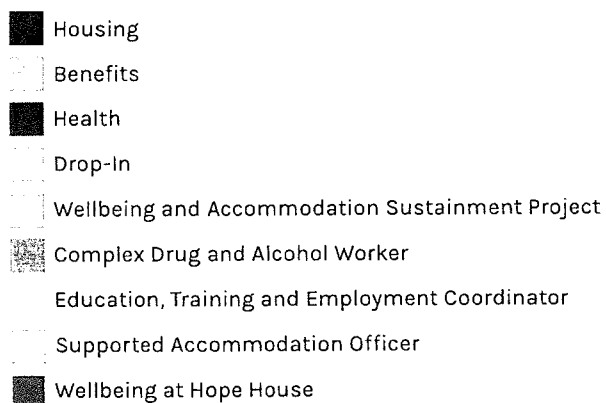 Housing
Benefits
Health
Drop-In
Wellbeing and Accommodation Sustainment Project
Complex Drug and Alcohol Worker
Education, Training and Employment Coordinator
Supported Accommodation Officer
Wellbeing at Hope House